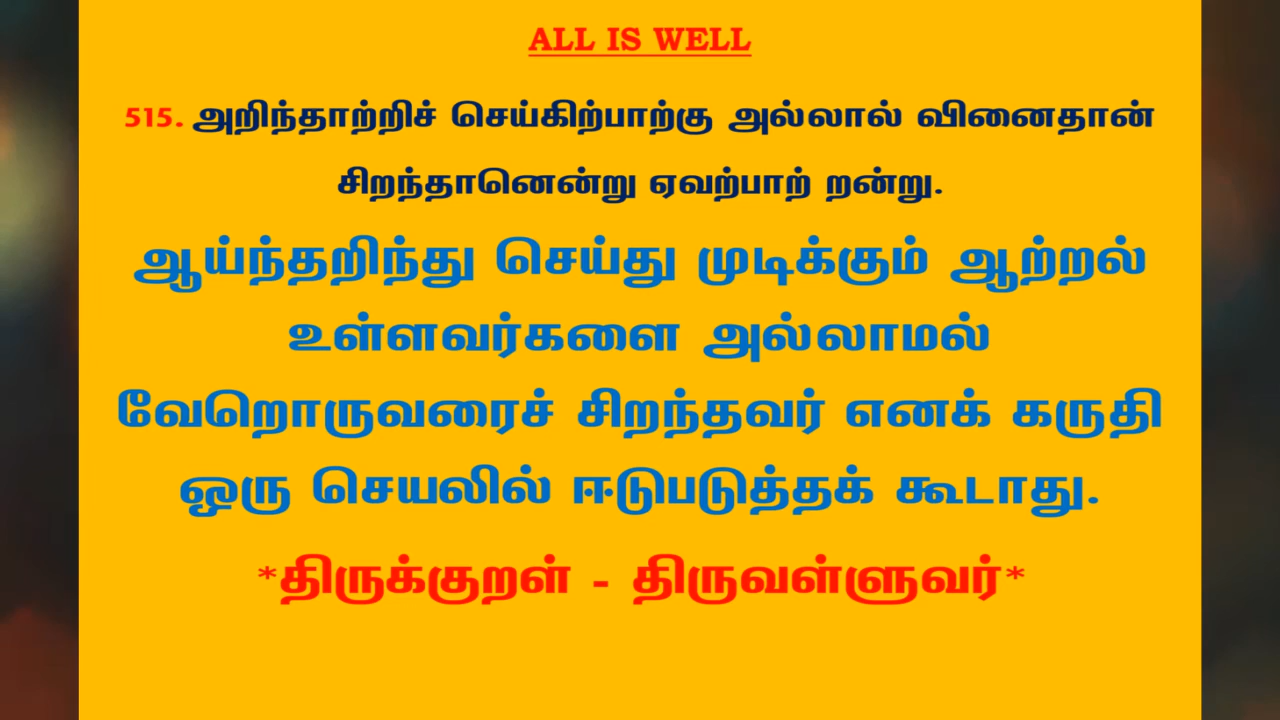 ALL IS WELL
515. அறிந்தாற்றிச் செய்கிற்பாற்கு அல்லால் வினைதான்
சிறந்தானென்று ஏவற்பாற் றன்று.
ஆய்ந்தறிந்து செய்து முடிக்கும் ஆற்றல்
உள்ளவர்களை அல்லாமல்
வேறொருவரைச் சிறந்தவர் எனக் கருதி
ஒரு செயலில் ஈடுபடுத்தக் கூடாது.
*திருக்குறள் - திருவள்ளுவர்*